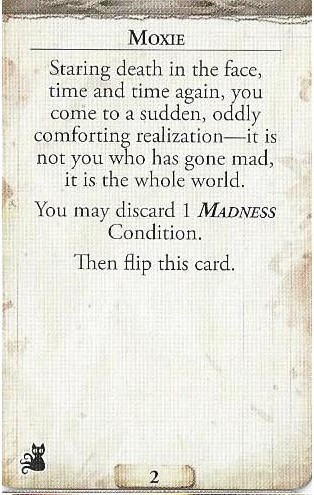 MOXIE
Staring death in the face,
time and time again, you
come to a sudden, oddly
comforting realization—it is
not you who has gone mad,
it is the whole world.
You may discard 1 MADNESS
Condition.
Then flip this card.
2